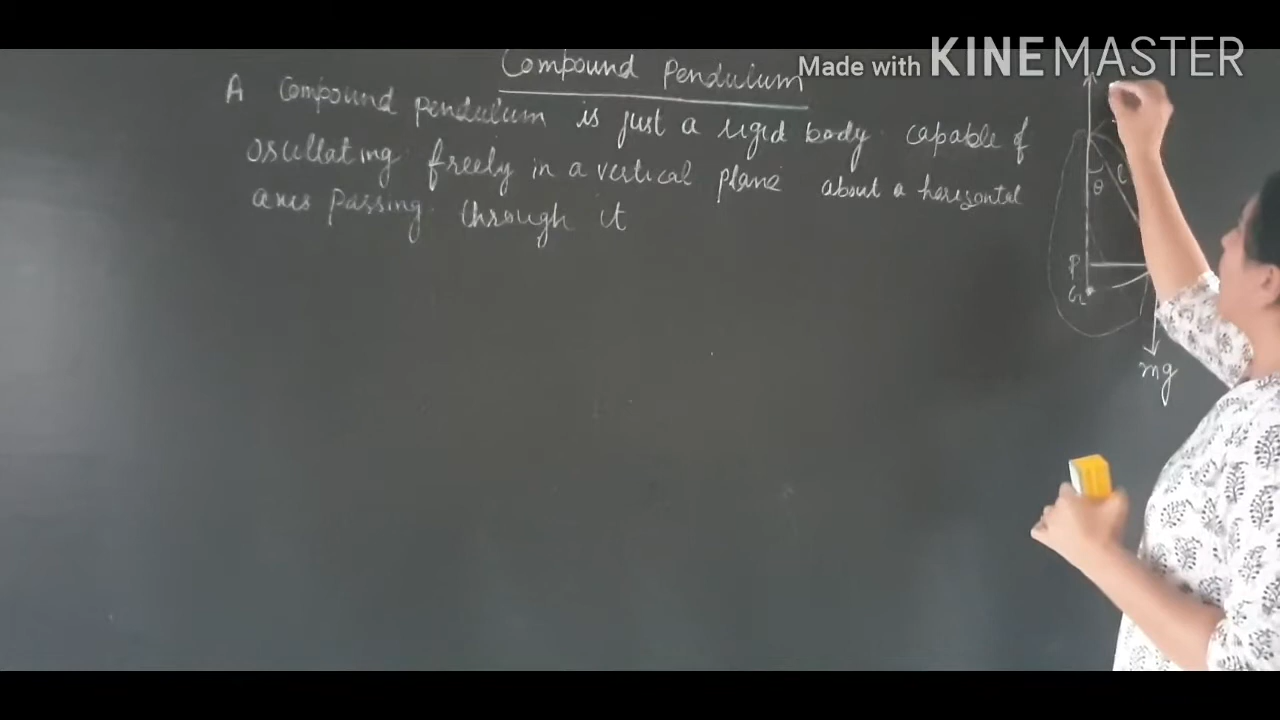 Made with KINEMASTER
Compound Pendulum
A Compound pendulum is just a rigid body capable of
oscillating freely in a vertical plane about a horizontal
axis passing through it
θ
l
P
G
mg